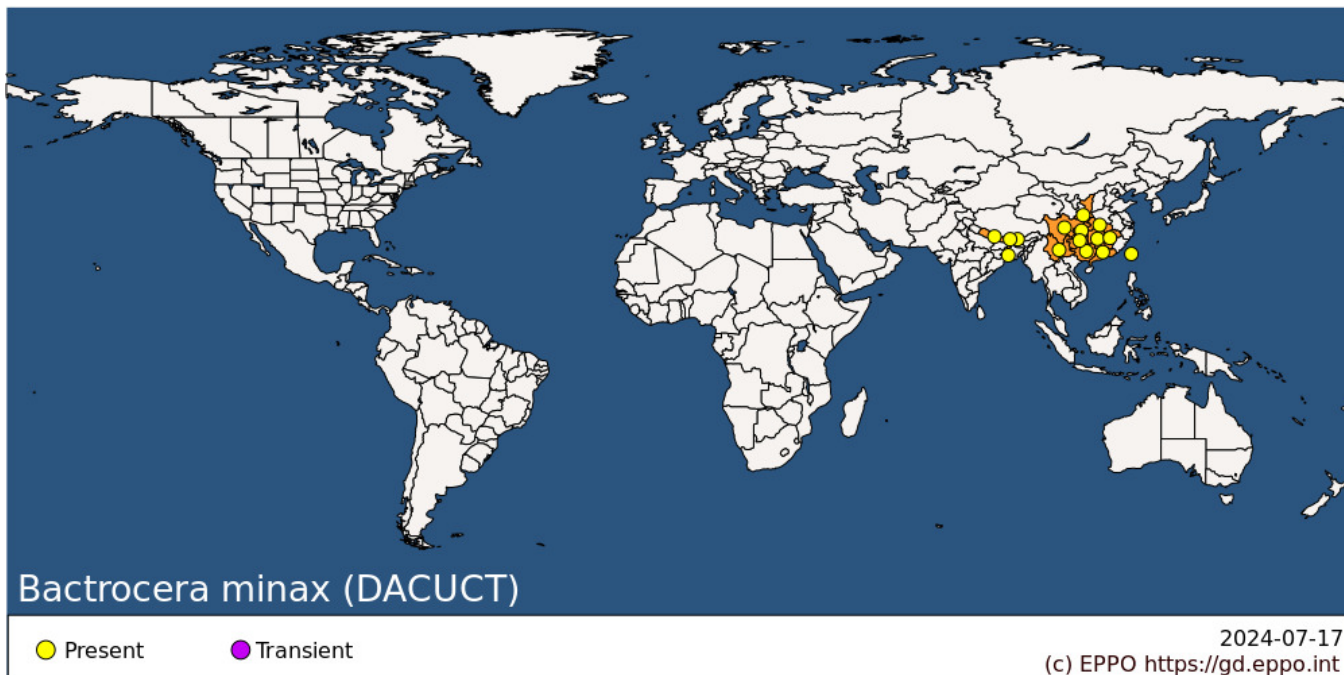 Bactrocera minax (DACUCT)
Present
Transient
2024-07-17
(c) EPPO https://gd.eppo.int